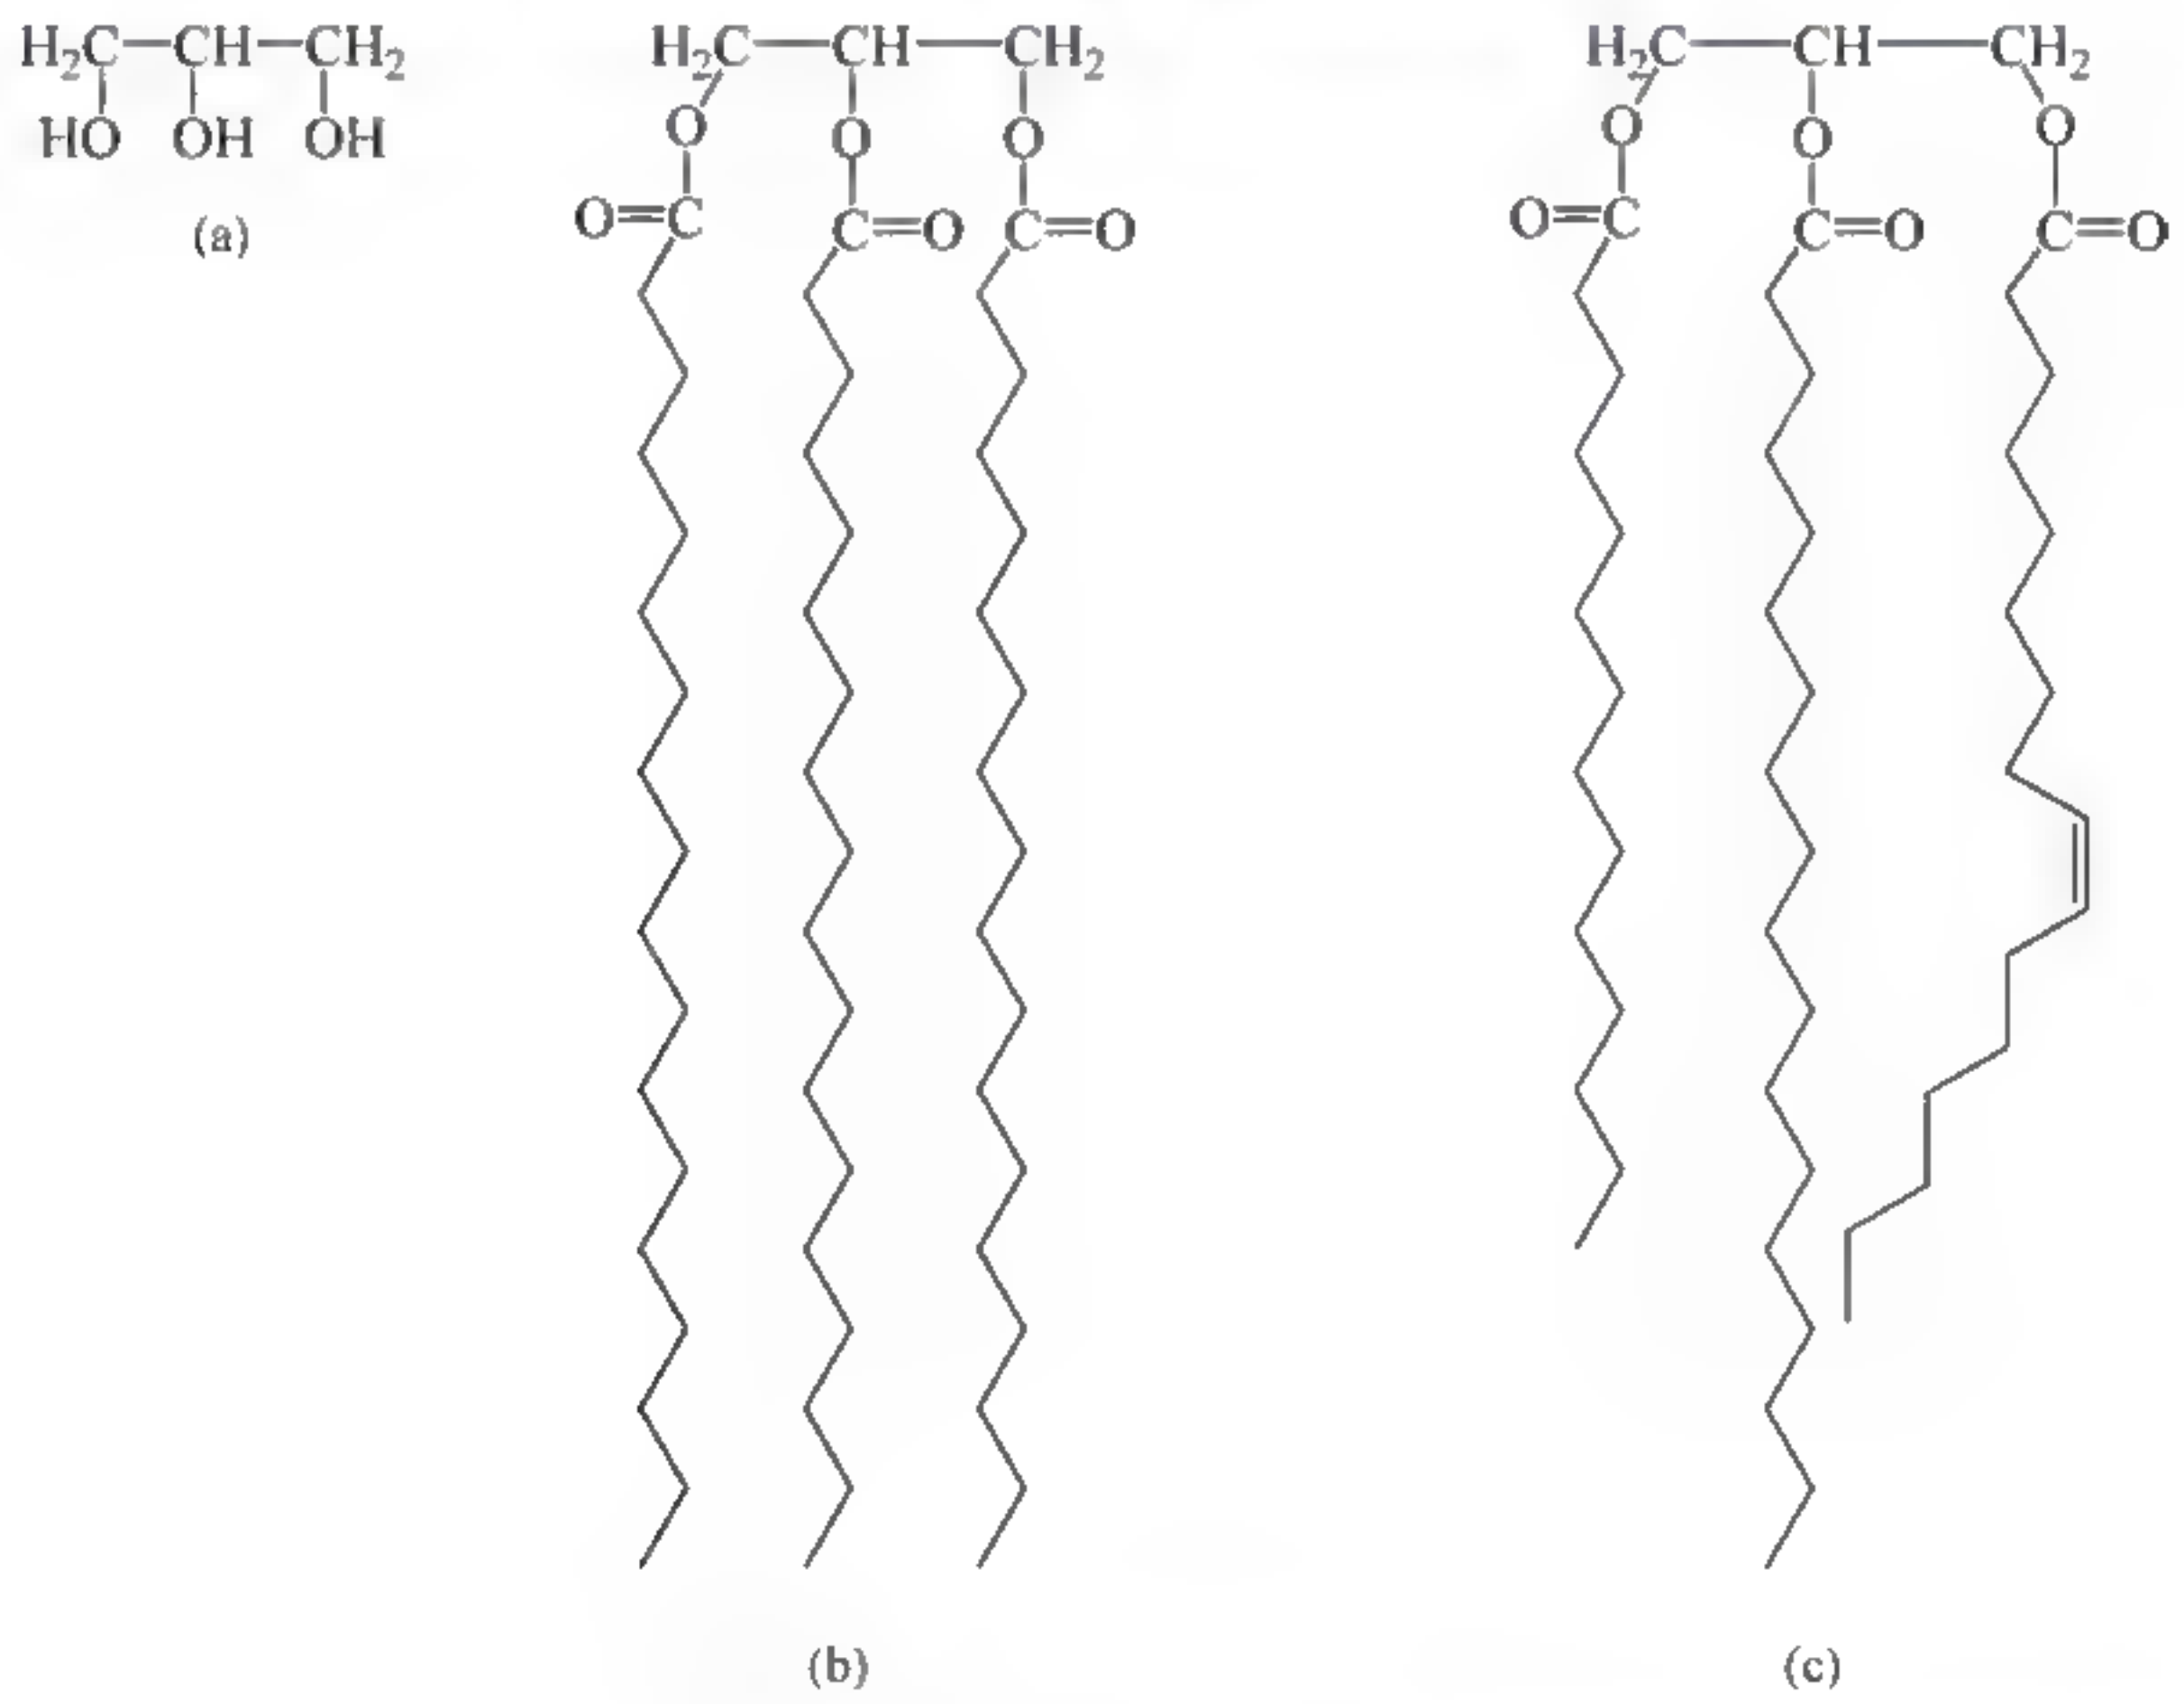 H₂C—CH—CH₂ H₂C—CH—CH₂ H₂C—CH—CH₂
HO OH OH O O O O O O
O=C C=O C=O O=C C=O C=O
(a)
(b) (c)